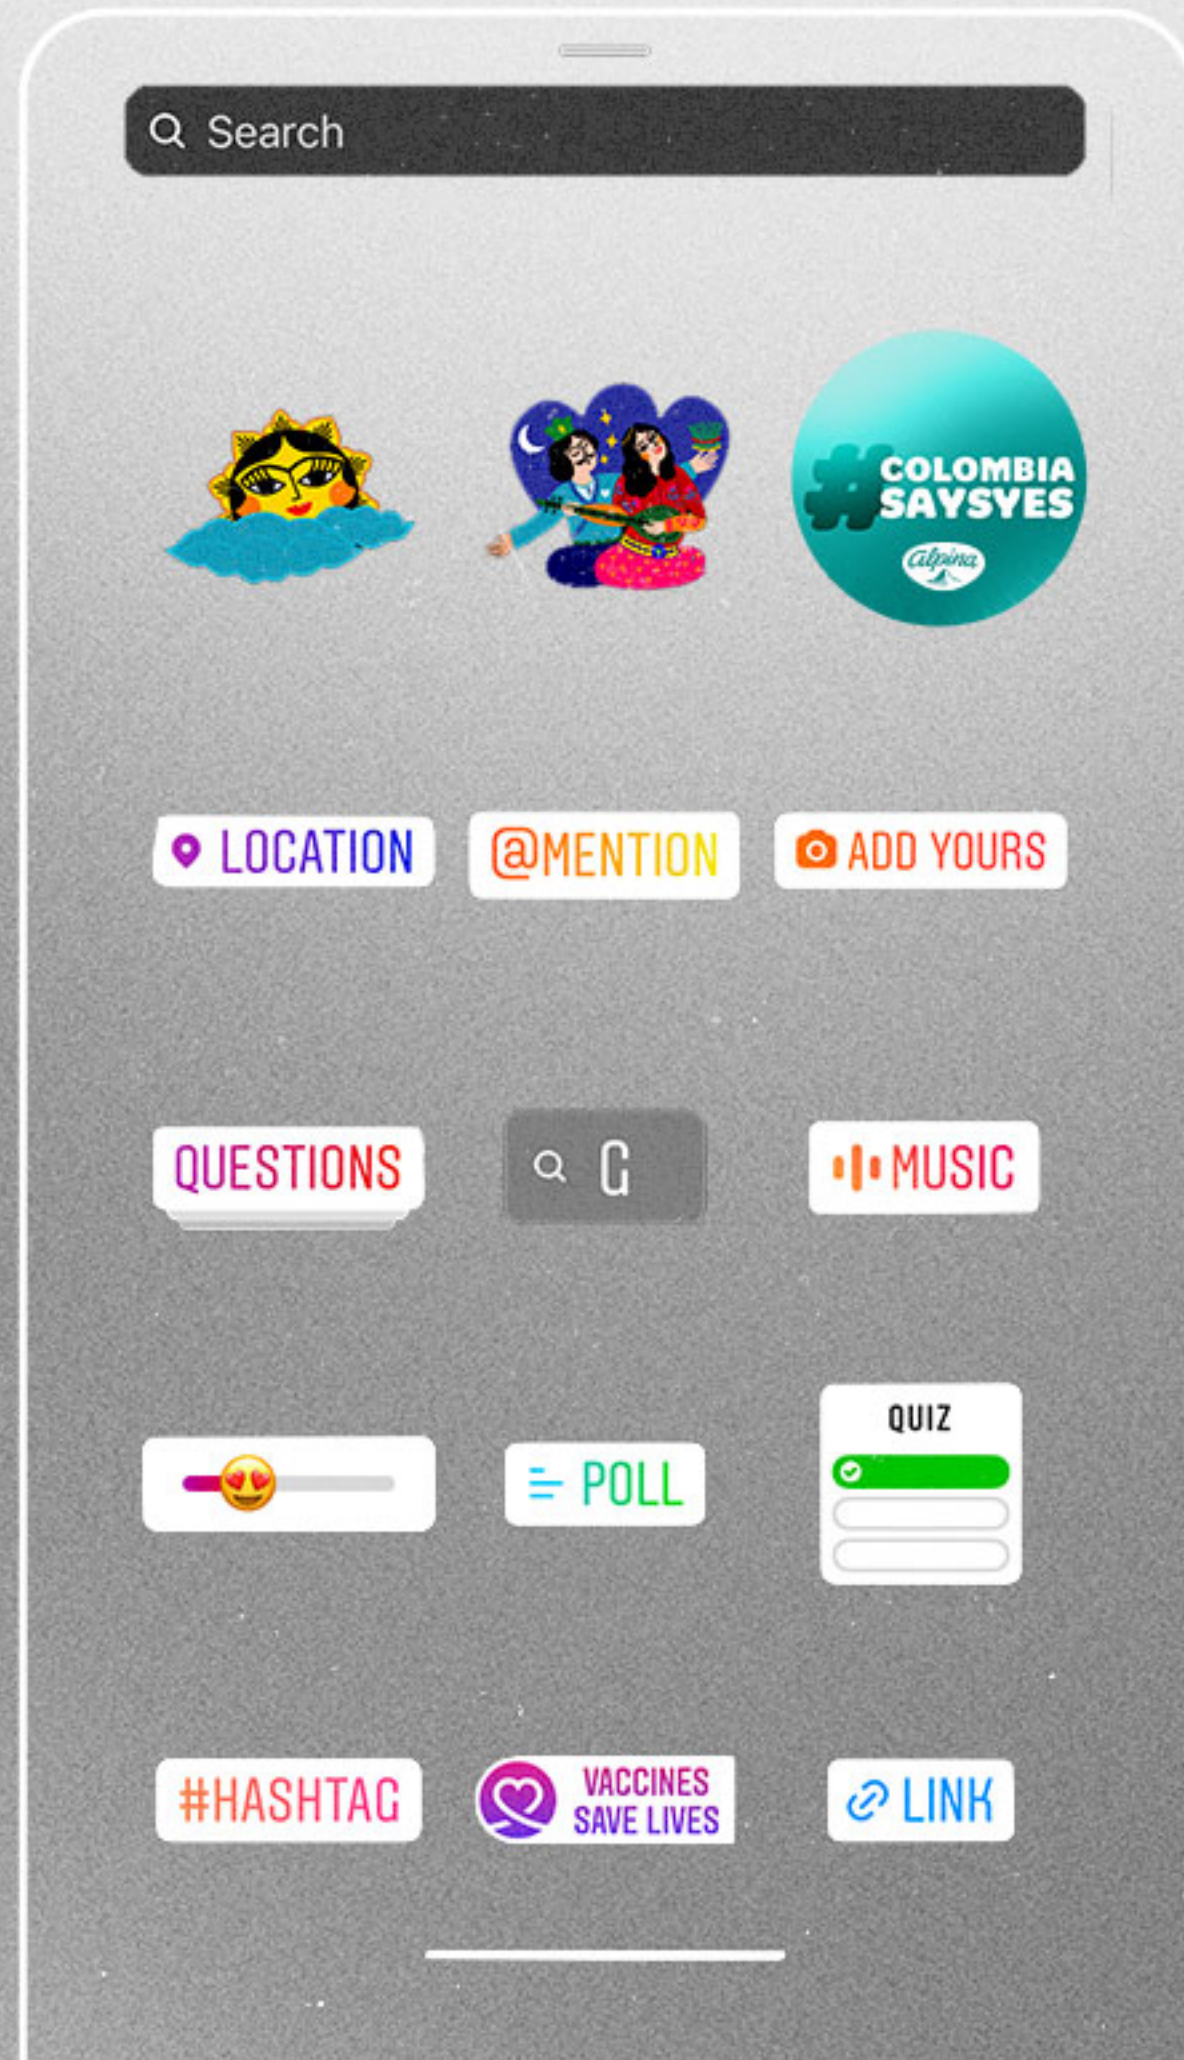 Search
#COLOMBIA
SAYSYES
alpina
LOCATION
@MENTION
ADD YOURS
QUESTIONS
G
MUSIC
POLL
QUIZ
#HASHTAG
VACCINES
SAVE LIVES
LINK